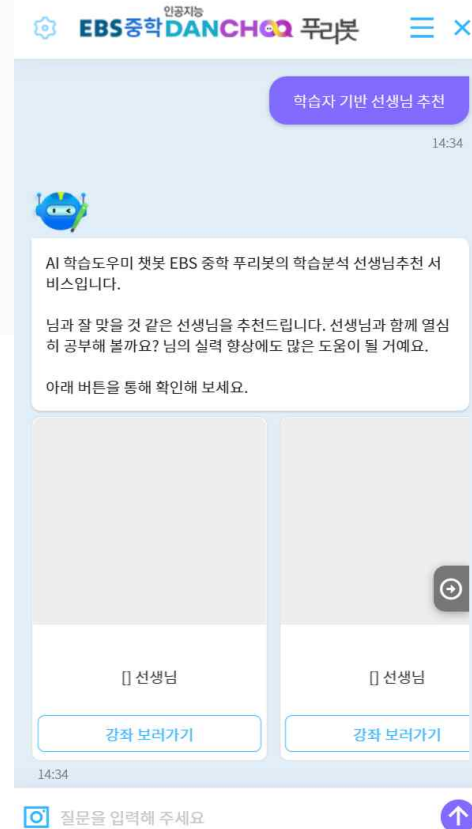 인공지능
EBS중학 DANCHOO 푸리봇
학습자 기반 선생님 추천
14:34
AI 학습도우미 챗봇 EBS 중학 푸리봇의 학습분석 선생님추천 서
비스입니다.
님과 잘 맞을 것 같은 선생님을 추천드립니다. 선생님과 함께 열심
히 공부해 볼까요? 님의 실력 향상에도 많은 도움이 될 거예요.
아래 버튼을 통해 확인해 보세요.
[] 선생님
[] 선생님
강좌 보러가기
강좌 보러가기
14:34
질문을 입력해 주세요